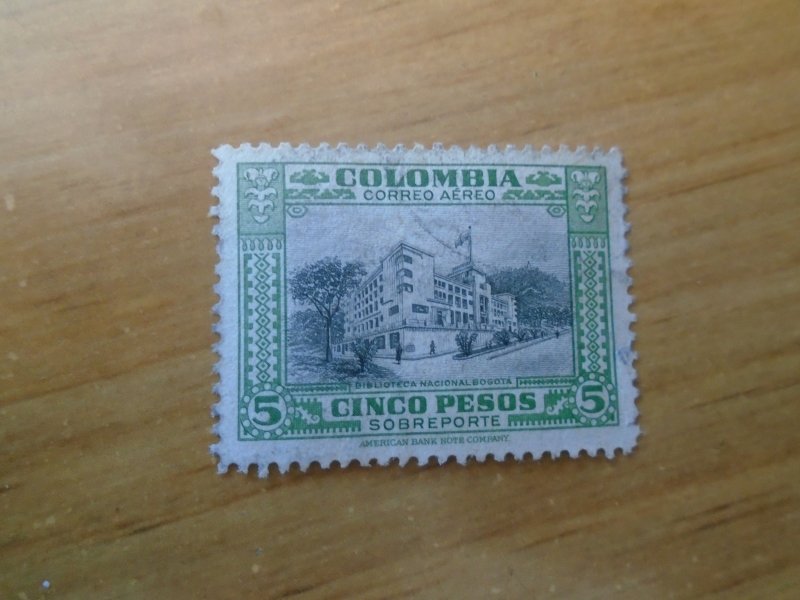 COLOMBIA
CORREO AÉREO
BIBLIOTECA NACIONAL BOGOTA
5 CINCO PESOS 5
SOBREPORTE
AMERICAN BANK NOTE COMPANY